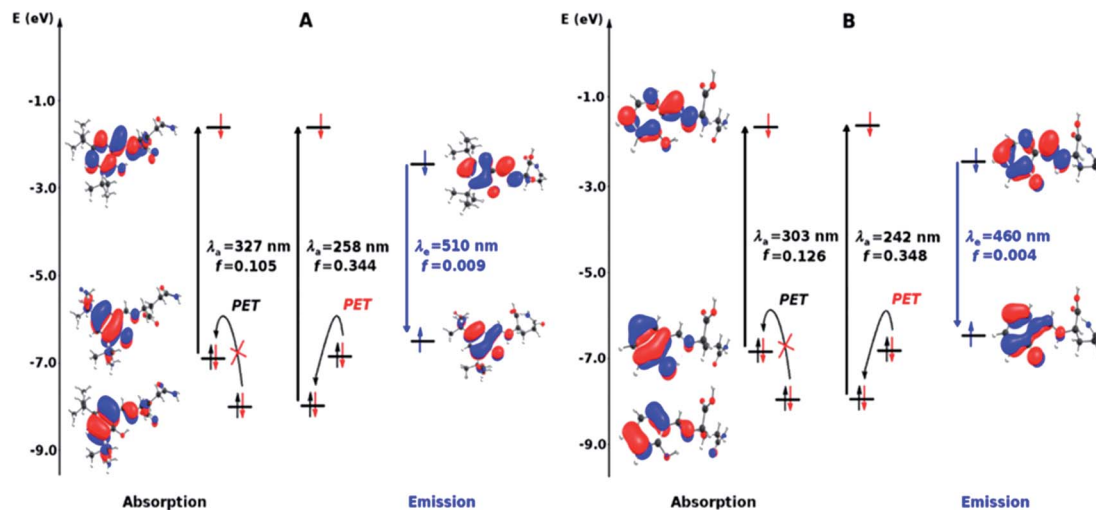 E (eV)
A
-1.0
-3.0
-5.0
-7.0
-9.0
λa=327 nm
f=0.105
λa=258 nm
f=0.344
λe=510 nm
f=0.009
PET
PET
Absorption
Emission
E (eV)
B
-1.0
-3.0
-5.0
-7.0
-9.0
λa=303 nm
f=0.126
λa=242 nm
f=0.348
λe=460 nm
f=0.004
PET
PET
Absorption
Emission